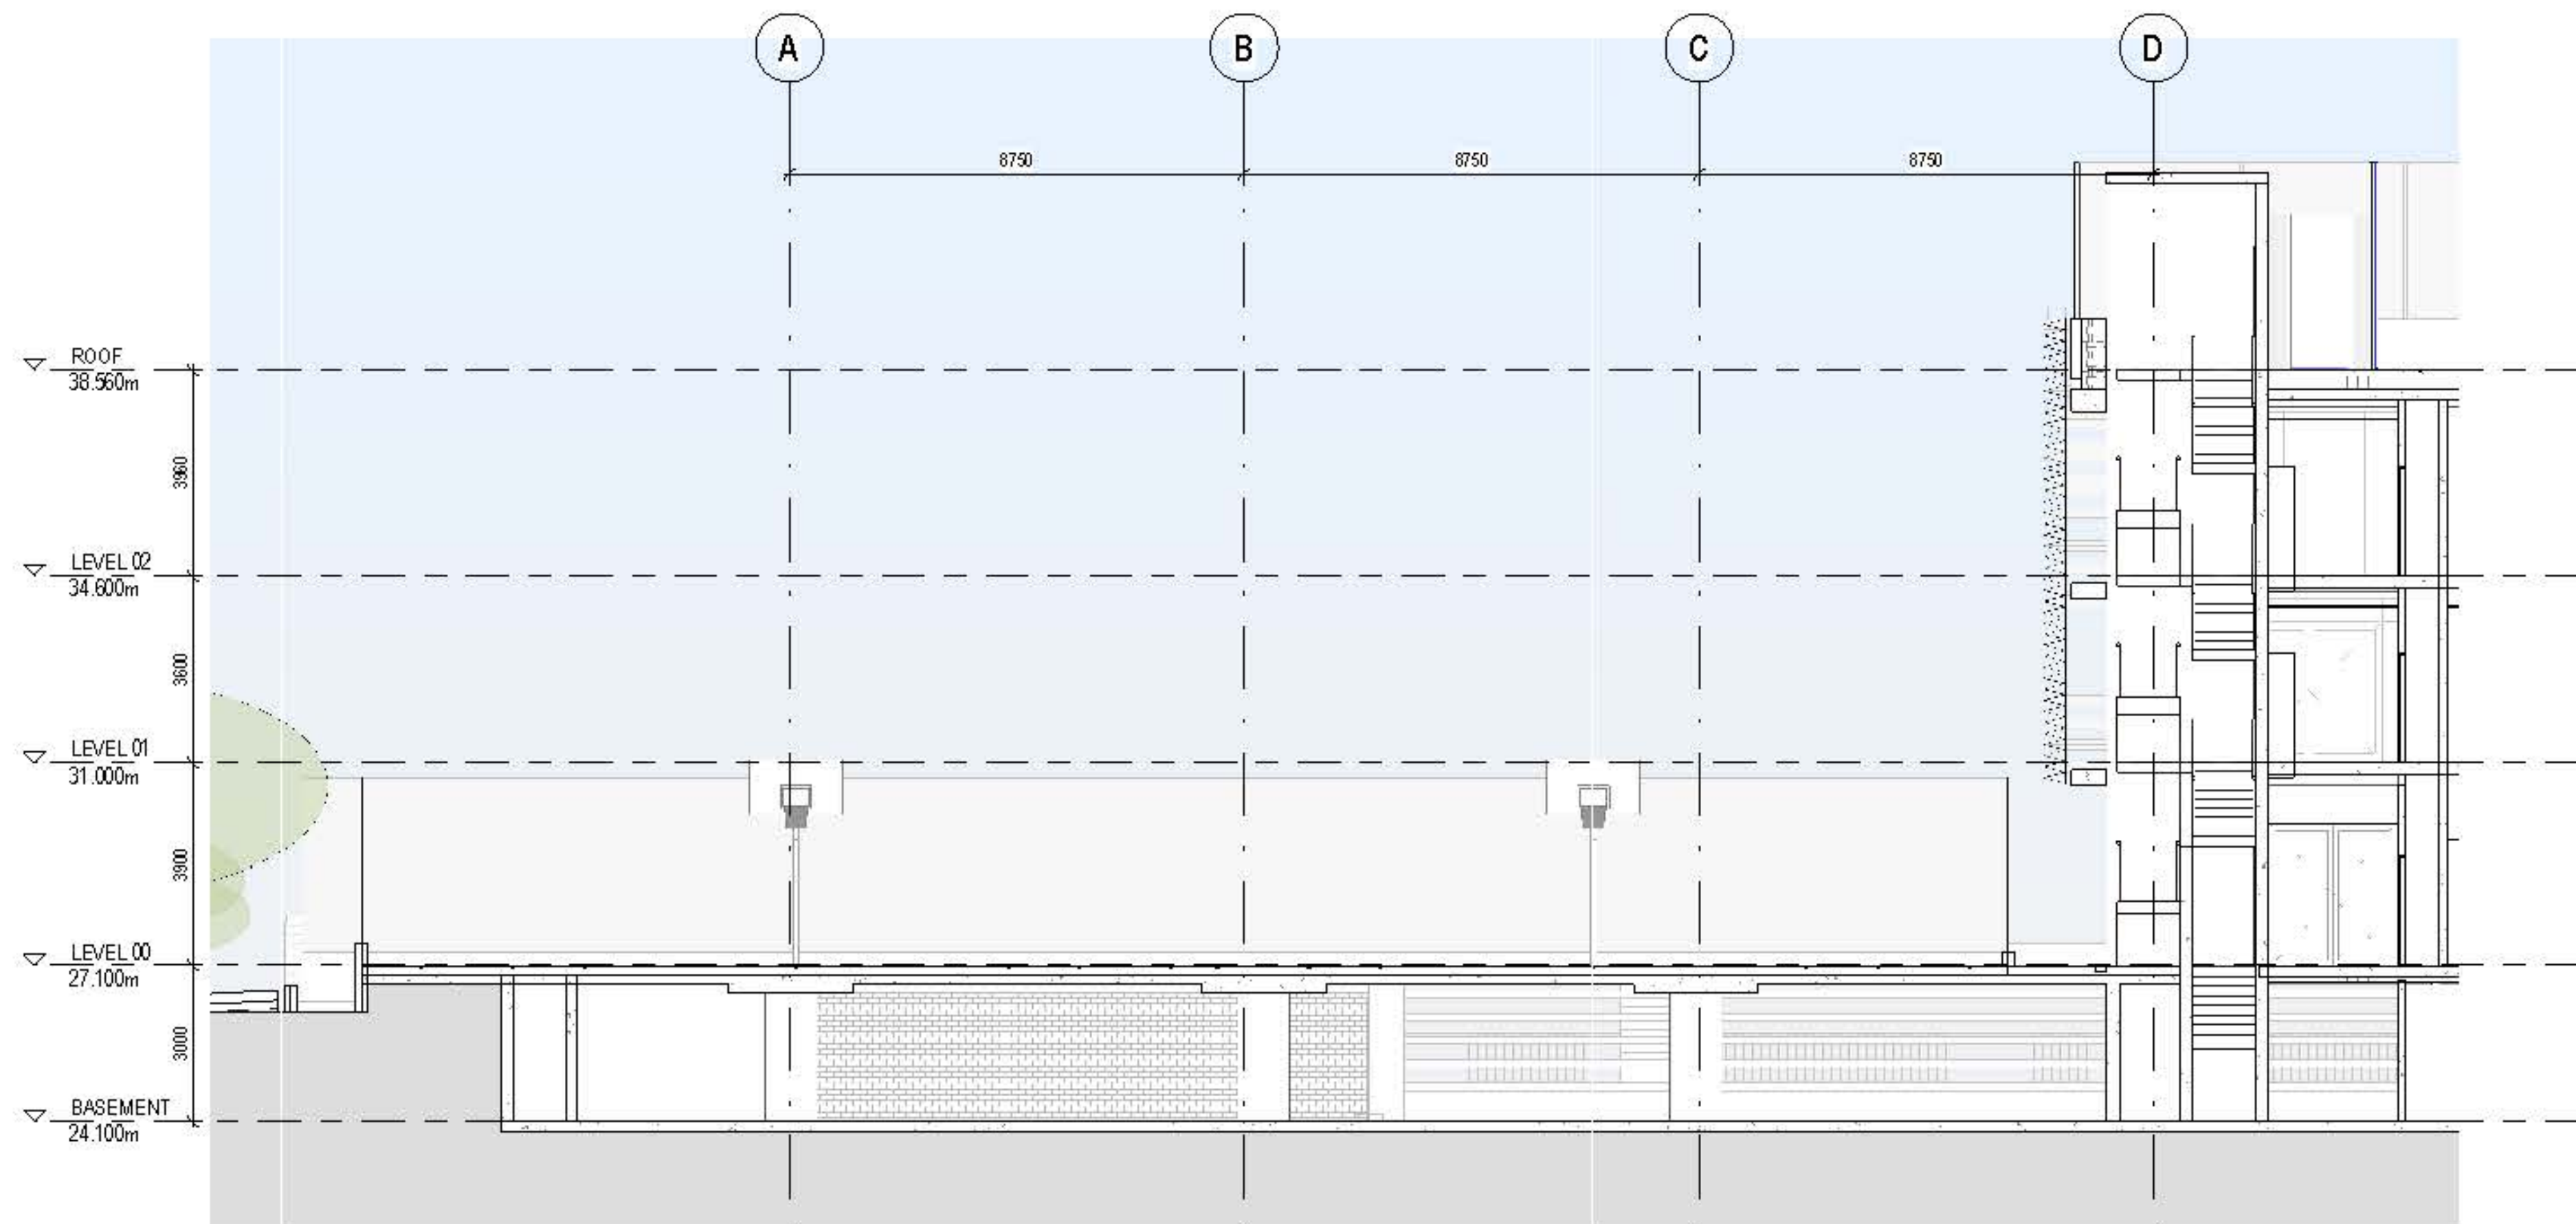 A
B
C
D
8750
8750
8750
ROOF
38.560m
3960
LEVEL 02
34.600m
3600
LEVEL 01
31.000m
3900
LEVEL 00
27.100m
3000
BASEMENT
24.100m